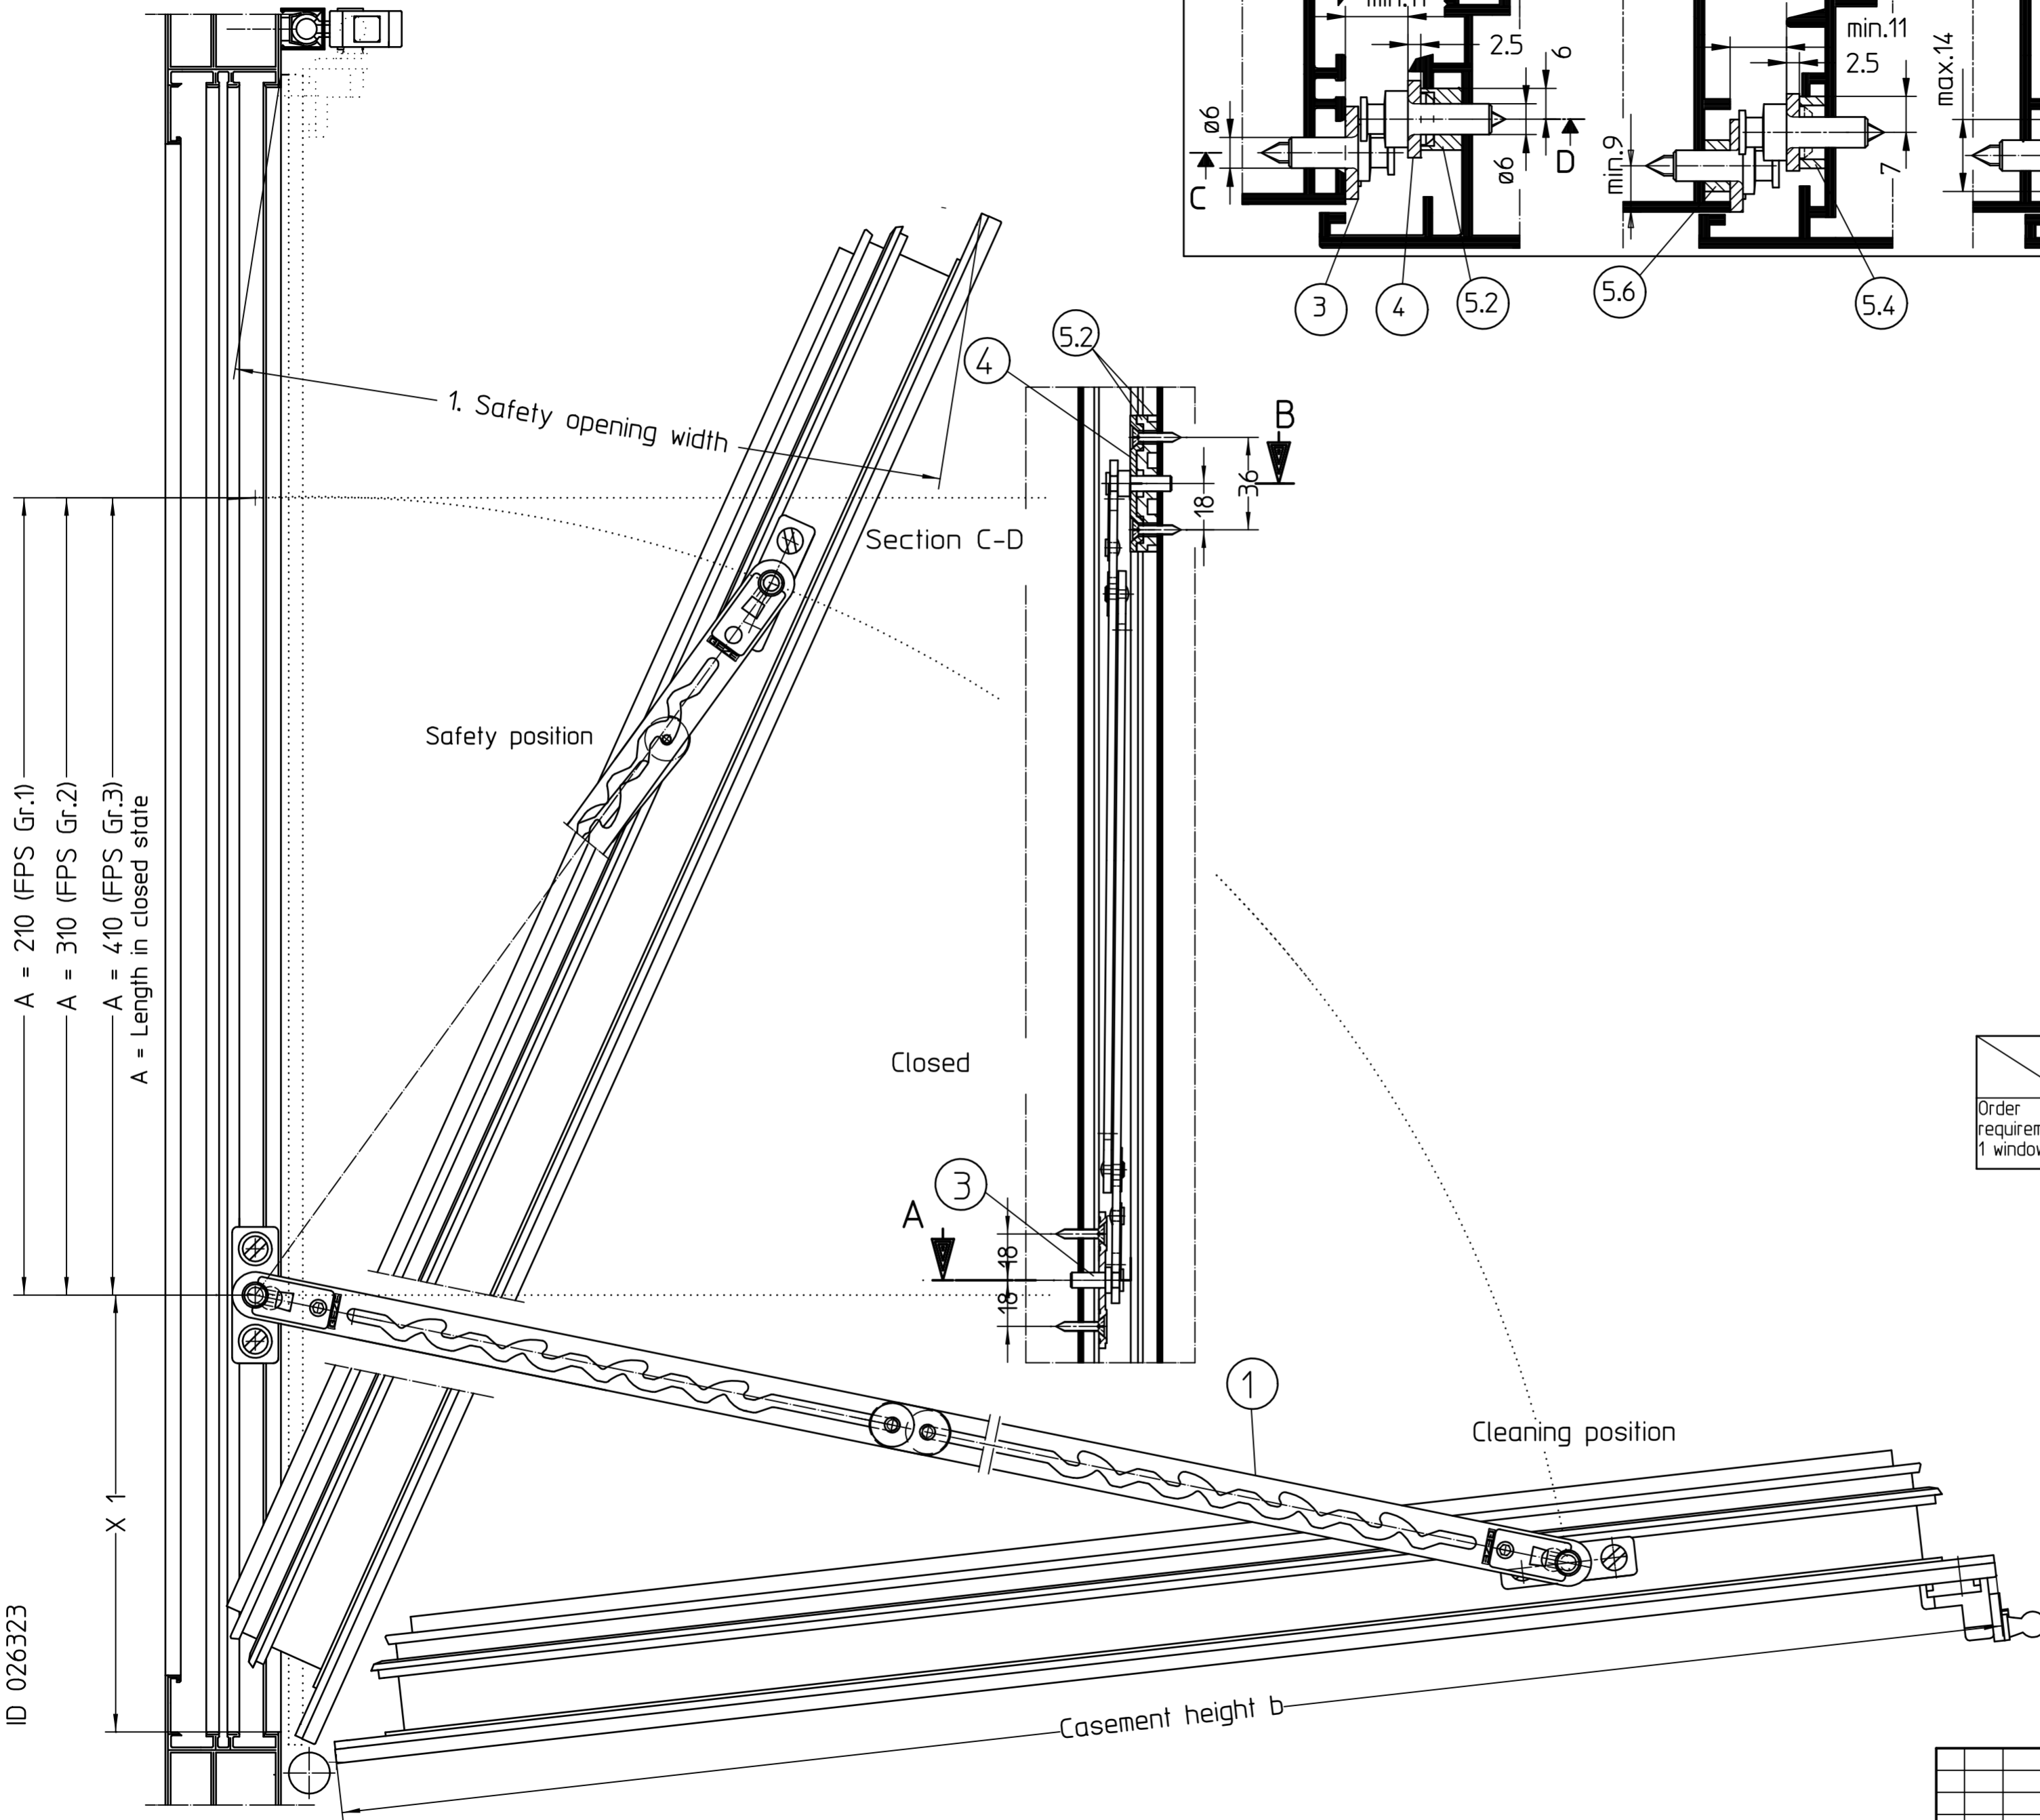 min.11
2.5
6
ø6
C
ø6
D
3
4
5.2
min.11
2.5
max.14
min.9
7
5.6
5.4
5.2
4
B
36
18
1. Safety opening width
Section C-D
Safety position
A = 210 (FPS Gr.1)
A = 310 (FPS Gr.2)
A = 410 (FPS Gr.3)
A = Length in closed state
Closed
3
A
18
18
1
Cleaning position
X 1
Casement height b
ID 026323
Order
requirem
1 window